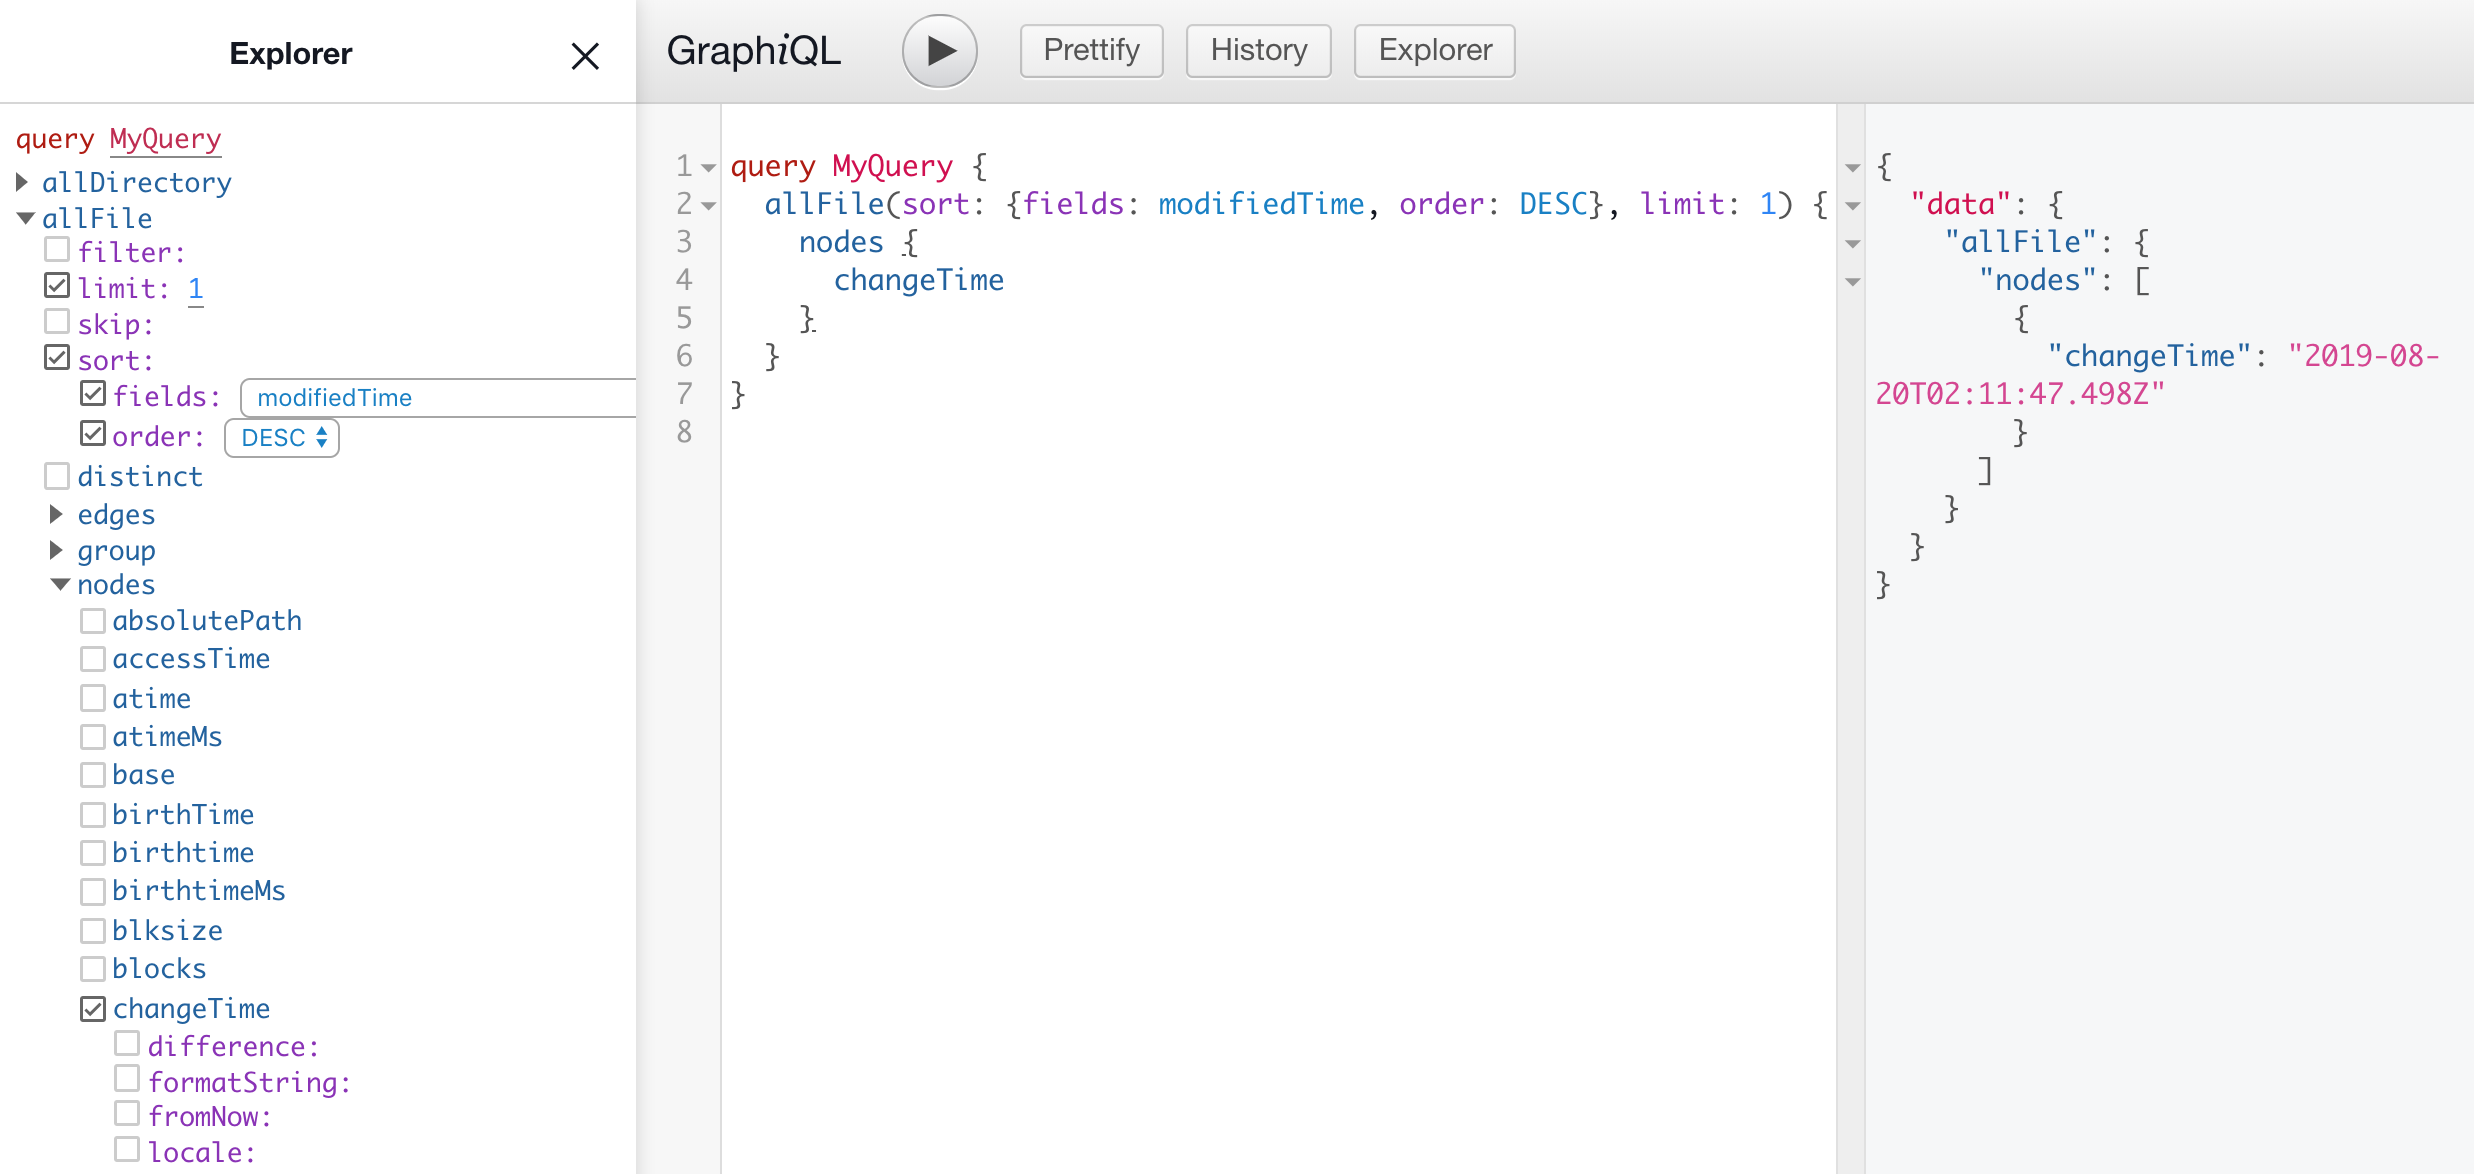 Explorer
query MyQuery
allDirectory
allFile
filter:
limit: 1
skip:
sort:
fields: modifiedTime
order: DESC
distinct
edges
group
nodes
absolutePath
accessTime
atime
atimeMs
base
birthTime
birthtime
birthtimeMs
blksize
blocks
changeTime
difference:
formatString:
fromNow:
locale:
GraphiQL
Prettify
History
Explorer
1 query MyQuery {
2 allFile(sort: {fields: modifiedTime, order: DESC}, limit: 1) {
3 nodes {
4 changeTime
5 }
6 }
7 }
8
{
"data": {
"allFile": {
"nodes": [
{
"changeTime": "2019-08-
20T02:11:47.498Z"
}
]
}
}
}